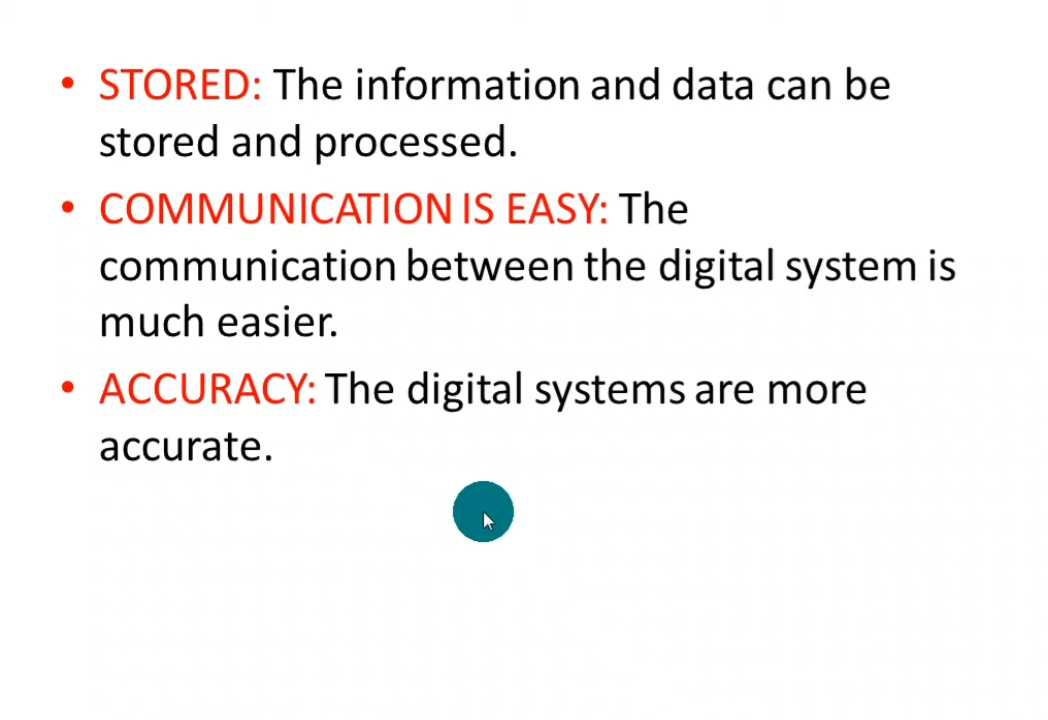 • STORED: The information and data can be
stored and processed.
• COMMUNICATION IS EASY: The
communication between the digital system is
much easier.
• ACCURACY: The digital systems are more
accurate.